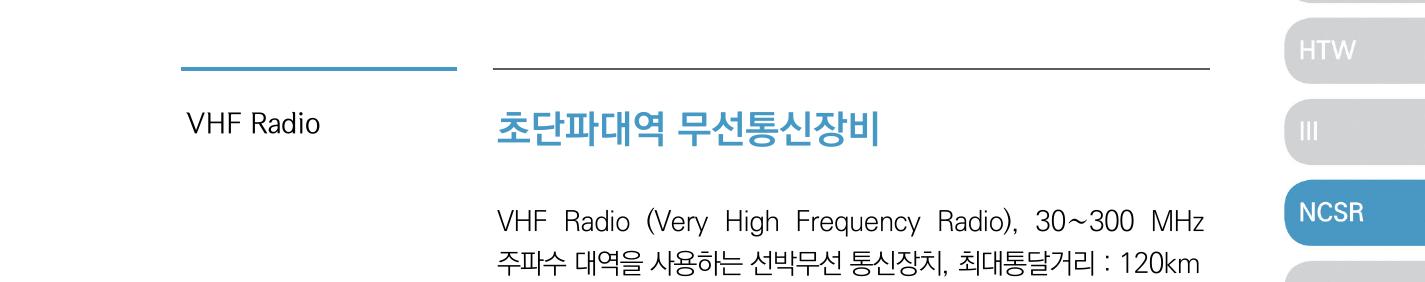 HTW
VHF Radio
초단파대역 무선통신장비
III
NCSR
VHF Radio (Very High Frequency Radio), 30~300 MHz
주파수 대역을 사용하는 선박무선 통신장치, 최대통달거리 : 120km